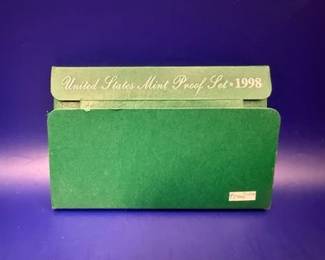 United States Mint Proof Set • 1998